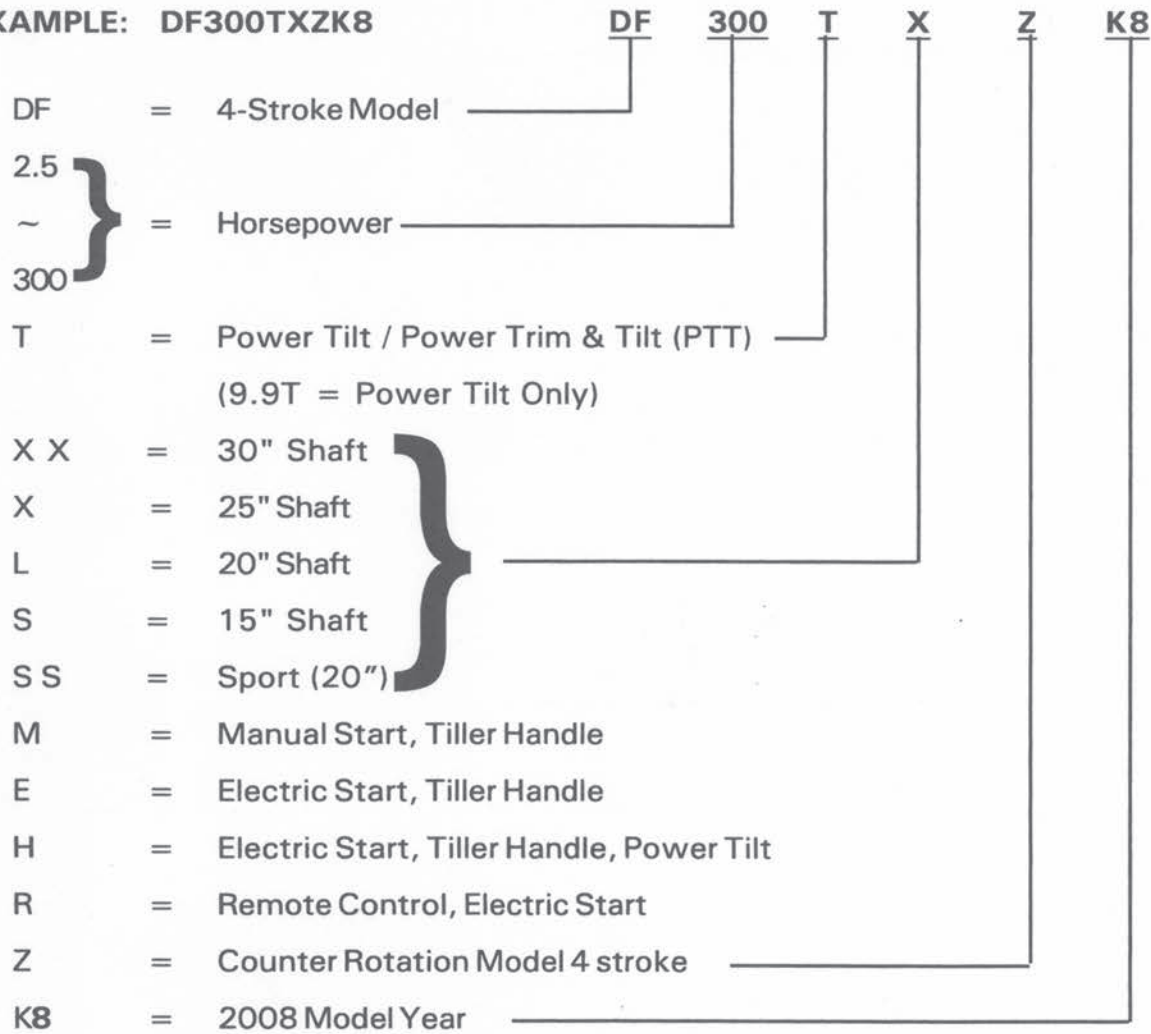 XAMPLE: DF300TXZK8 DF 300 T X Z K8
DF = 4-Stroke Model
2.5
~ } = Horsepower
300
T = Power Tilt / Power Trim & Tilt (PTT)
(9.9T = Power Tilt Only)
X X = 30" Shaft
X = 25" Shaft
L = 20" Shaft
S = 15" Shaft
S S = Sport (20")
M = Manual Start, Tiller Handle
E = Electric Start, Tiller Handle
H = Electric Start, Tiller Handle, Power Tilt
R = Remote Control, Electric Start
Z = Counter Rotation Model 4 stroke
K8 = 2008 Model Year